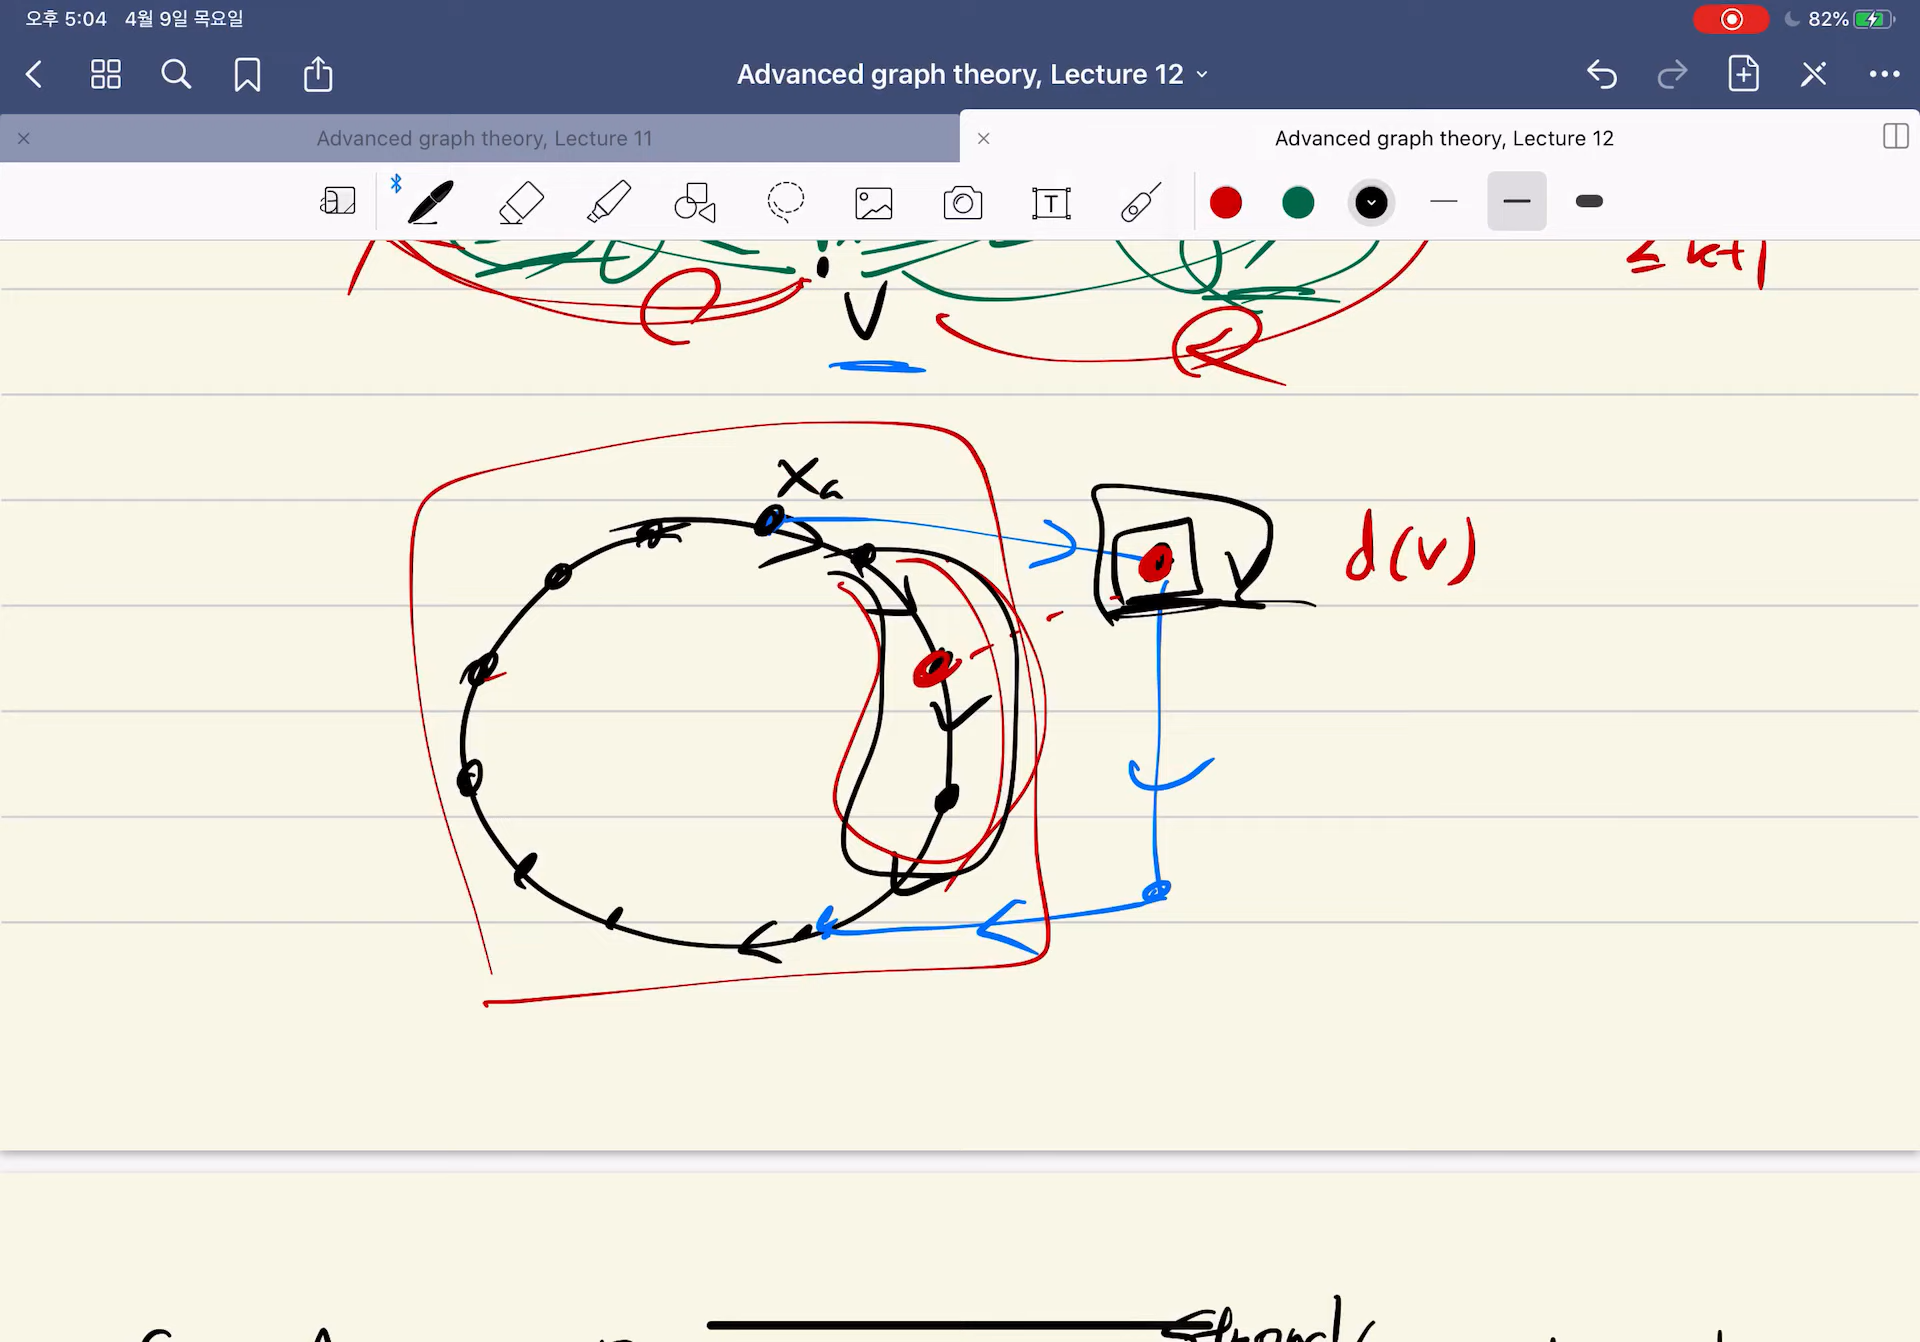 오후 5:04 4월 9일 목요일
82%
Advanced graph theory, Lecture 12
Advanced graph theory, Lecture 11
Advanced graph theory, Lecture 12
T
≤ k+1
V
Xa
V
d(v)